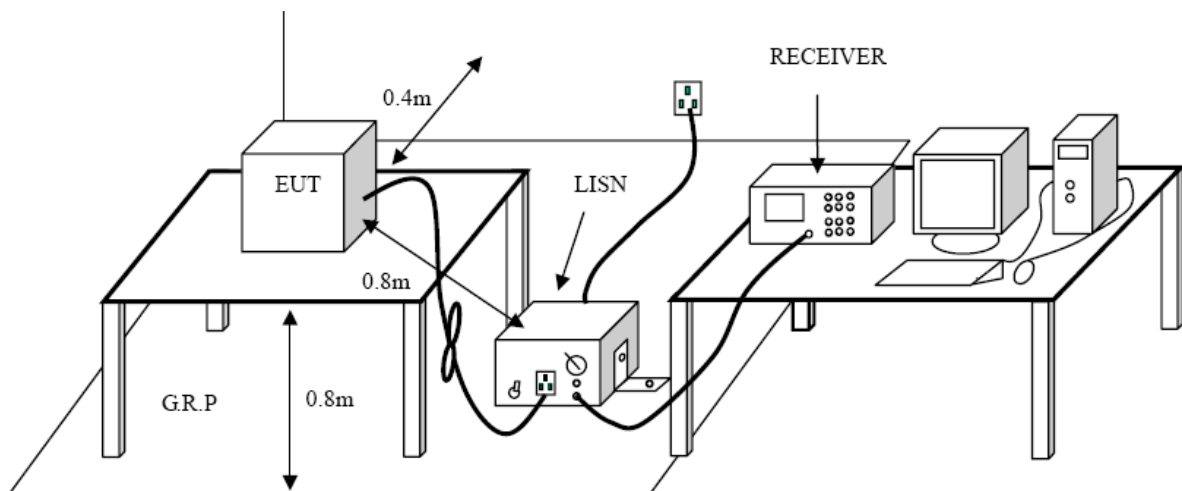 RECEIVER
0.4m
EUT
LISN
0.8m
G.R.P
0.8m